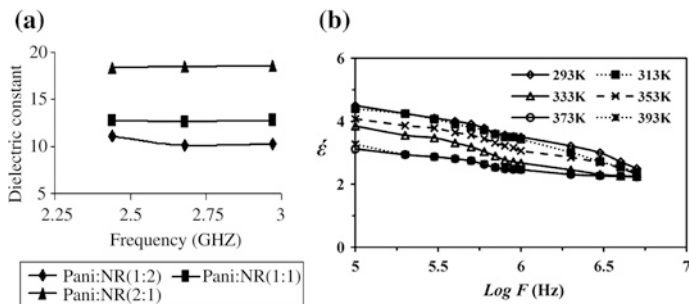 (a)
20
15
10
5
2.25
2.5
2.75
3
Dielectric constant
Frequency (GHZ)
Pani:NR(1:2)
Pani:NR(1:1)
Pani:NR(2:1)
(b)
6
4
2
0
5
5.5
6
6.5
7
έ
Log F (Hz)
293K
313K
333K
353K
373K
393K